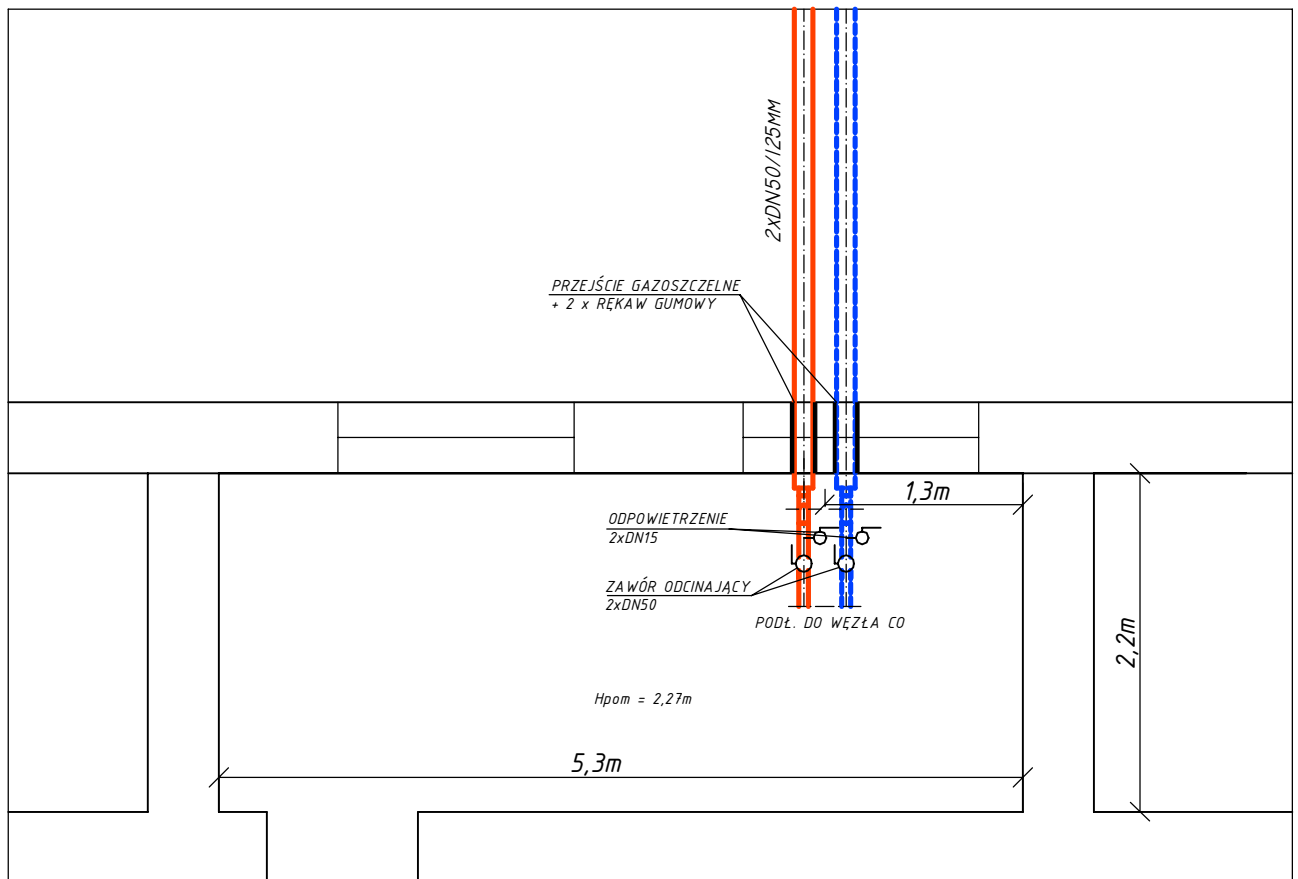 2xDN50/125MM
PRZEJŚCIE GAZOSZCZELNE
+ 2 x RĘKAW GUMOWY
1,3m
ODPOWIETRZENIE
2xDN15
ZAWÓR ODCINAJĄCY
2xDN50
PODŁ. DO WĘZŁA CO
2,2m
Hpom = 2,27m
5,3m